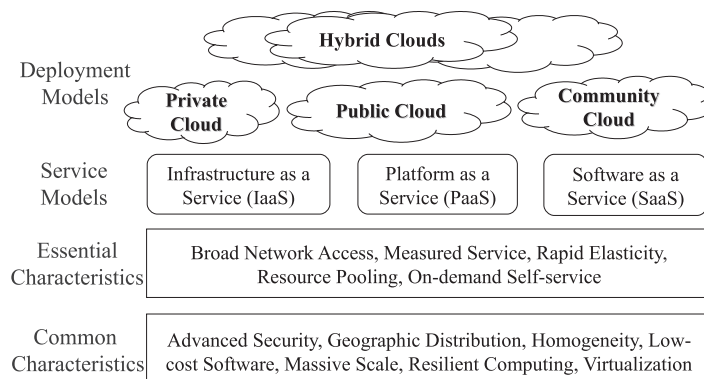 Hybrid Clouds
Deployment
Models
Private
Cloud
Public Cloud
Community
Cloud
Service
Models
Infrastructure as a
Service (IaaS)
Platform as a
Service (PaaS)
Software as a
Service (SaaS)
Essential
Characteristics
Broad Network Access, Measured Service, Rapid Elasticity,
Resource Pooling, On-demand Self-service
Common
Characteristics
Advanced Security, Geographic Distribution, Homogeneity, Low-
cost Software, Massive Scale, Resilient Computing, Virtualization